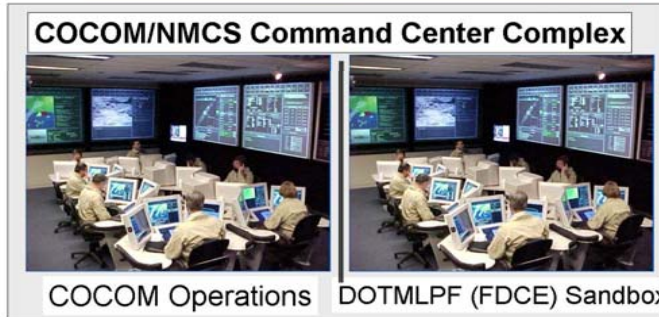 COCOM/NMCS Command Center Complex
COCOM Operations
DOTMLPF (FDCE) Sandbox